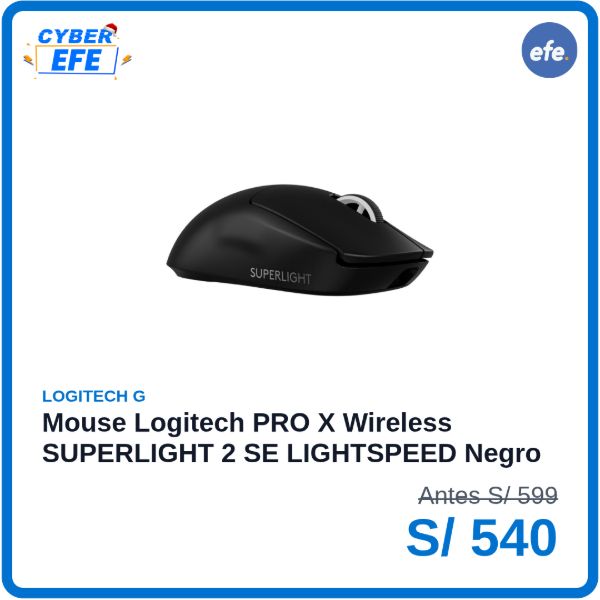 CYBER
EFE
efe.
SUPERLIGHT
LOGITECH G
Mouse Logitech PRO X Wireless
SUPERLIGHT 2 SE LIGHTSPEED Negro
Antes S/ 599
S/ 540